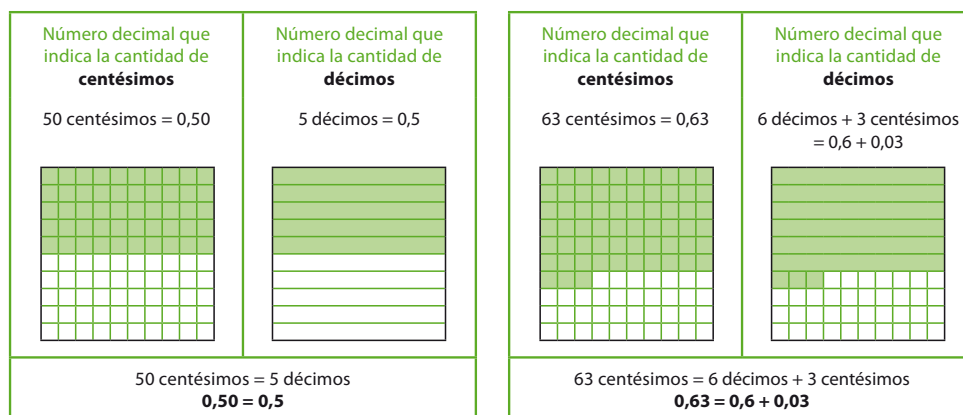 Número decimal que
indica la cantidad de
centésimos
50 centésimos = 0,50
Número decimal que
indica la cantidad de
décimos
5 décimos = 0,5
50 centésimos = 5 décimos
0,50 = 0,5
Número decimal que
indica la cantidad de
centésimos
63 centésimos = 0,63
Número decimal que
indica la cantidad de
décimos
6 décimos + 3 centésimos
= 0,6 + 0,03
63 centésimos = 6 décimos + 3 centésimos
0,63 = 0,6 + 0,03